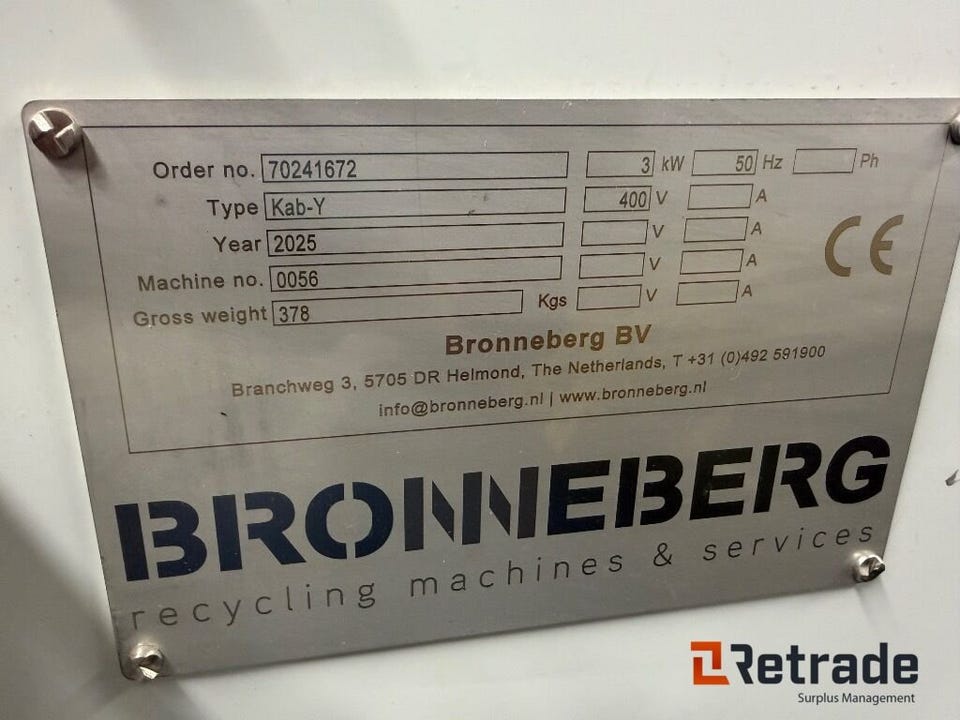 Order no. 70241672 3 kW 50 Hz Ph
Type Kab-Y 400 V A
Year 2025 V A
Machine no. 0056 V A
Gross weight 378 Kgs V A
CE
Bronneberg BV
Branchweg 3, 5705 DR Helmond, The Netherlands, T +31 (0)492 591900
info@bronneberg.nl | www.bronneberg.nl
BRONNEBERG
recycling machines & services
Retrade
Surplus Management